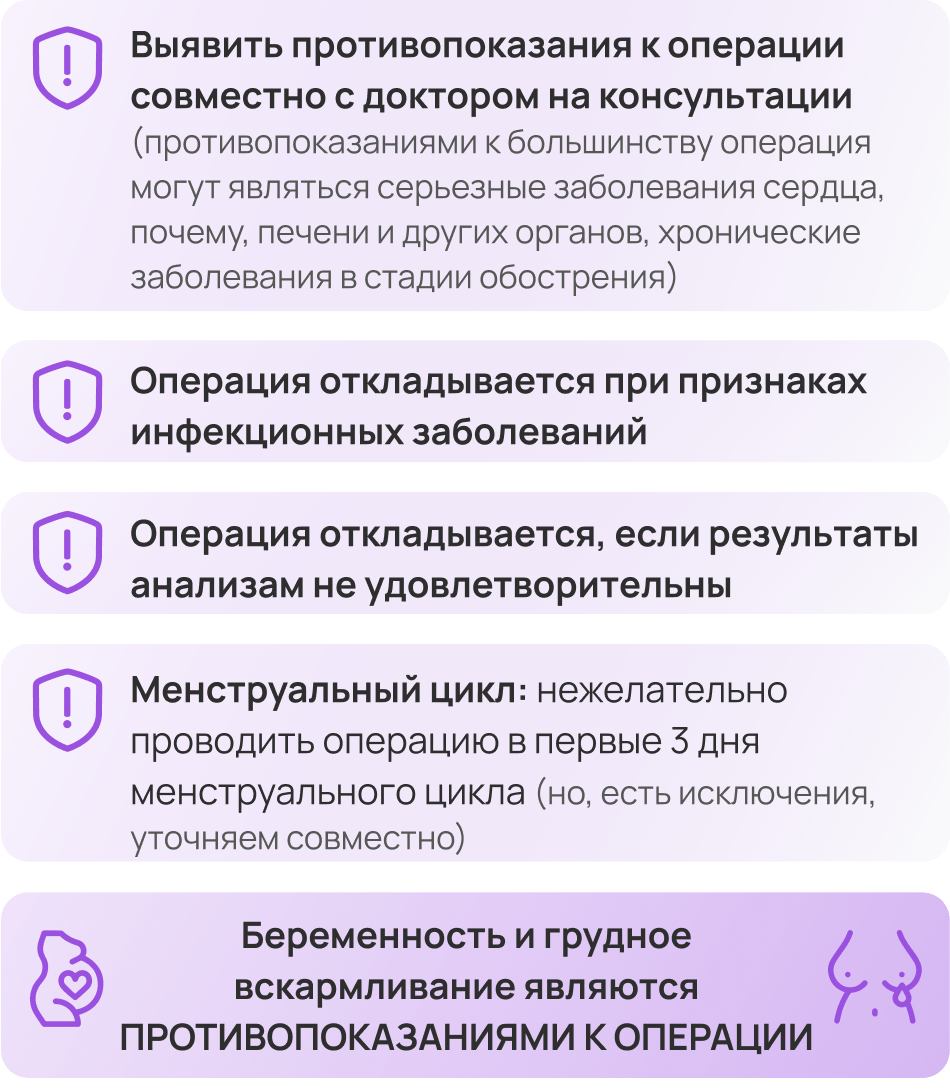 Выявить противопоказания к операции
совместно с доктором на консультации
(противопоказаниями к большинству операция
могут являться серьезные заболевания сердца,
почему, печени и других органов, хронические
заболевания в стадии обострения)
Операция откладывается при признаках
инфекционных заболеваний
Операция откладывается, если результаты
анализам не удовлетворительны
Менструальный цикл: нежелательно
проводить операцию в первые 3 дня
менструального цикла (но, есть исключения,
уточняем совместно)
Беременность и грудное
вскармливание являются
ПРОТИВОПОКАЗАНИЯМИ К ОПЕРАЦИИ